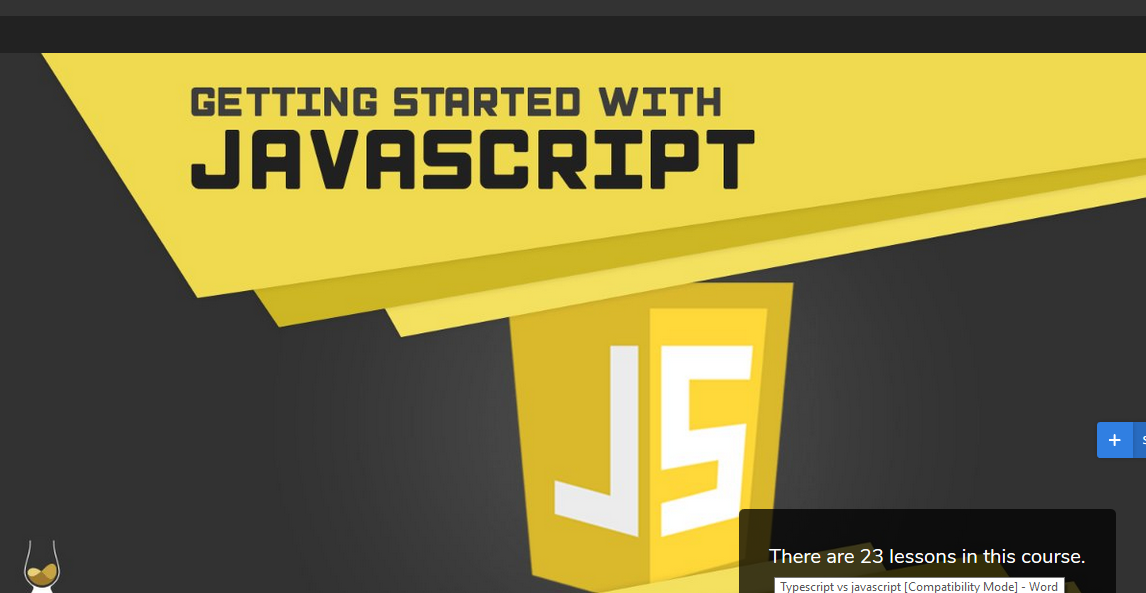 GETTING STARTED WITH
JAVASCRIPT
JS
There are 23 lessons in this course.
Typescript vs javascript [Compatibility Mode] - Word